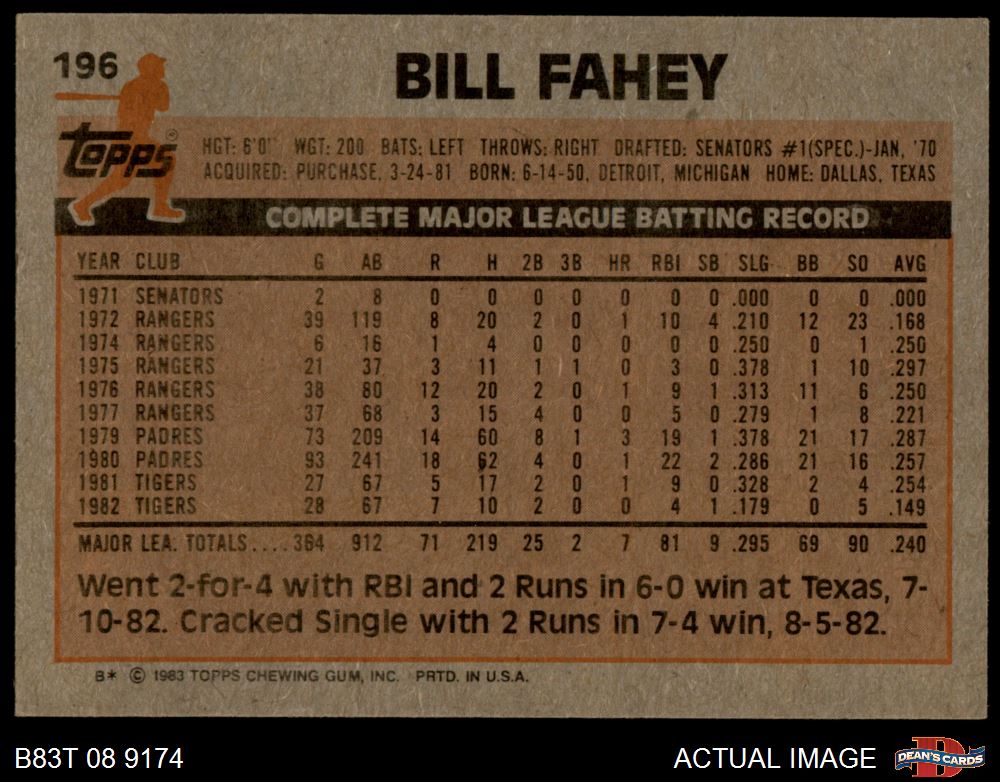 196
BILL FAHEY
Topps®
HGT: 6'0" WGT: 200 BATS: LEFT THROWS: RIGHT DRAFTED: SENATORS #1(SPEC.)-JAN, '70
ACQUIRED: PURCHASE, 3-24-81 BORN: 6-14-50, DETROIT, MICHIGAN HOME: DALLAS, TEXAS
COMPLETE MAJOR LEAGUE BATTING RECORD
YEAR CLUB G AB R H 2B 3B HR RBI SB SLG BB SO AVG
1971 SENATORS 2 8 0 0 0 0 0 0 0 .000 0 0 .000
1972 RANGERS 39 119 8 20 2 0 1 10 4 .210 12 23 .168
1974 RANGERS 6 16 1 4 0 0 0 0 0 .250 0 1 .250
1975 RANGERS 21 37 3 11 1 1 0 3 0 .378 1 10 .297
1976 RANGERS 38 80 12 20 2 0 1 9 1 .313 11 6 .250
1977 RANGERS 37 68 3 15 4 0 0 5 0 .279 1 8 .221
1979 PADRES 73 209 14 60 8 1 3 19 1 .378 21 17 .287
1980 PADRES 93 241 18 62 4 0 1 22 2 .286 21 16 .257
1981 TIGERS 27 67 5 17 2 0 1 9 0 .328 2 4 .254
1982 TIGERS 28 67 7 10 2 0 0 4 1 .179 0 5 .149
MAJOR LEA. TOTALS.... 364 912 71 219 25 2 7 81 9 .295 69 90 .240
Went 2-for-4 with RBI and 2 Runs in 6-0 win at Texas, 7-
10-82. Cracked Single with 2 Runs in 7-4 win, 8-5-82.
B* © 1983 TOPPS CHEWING GUM, INC. PRTD. IN U.S.A.
B83T 08 9174
ACTUAL IMAGE
D
DEAN'S CARDS